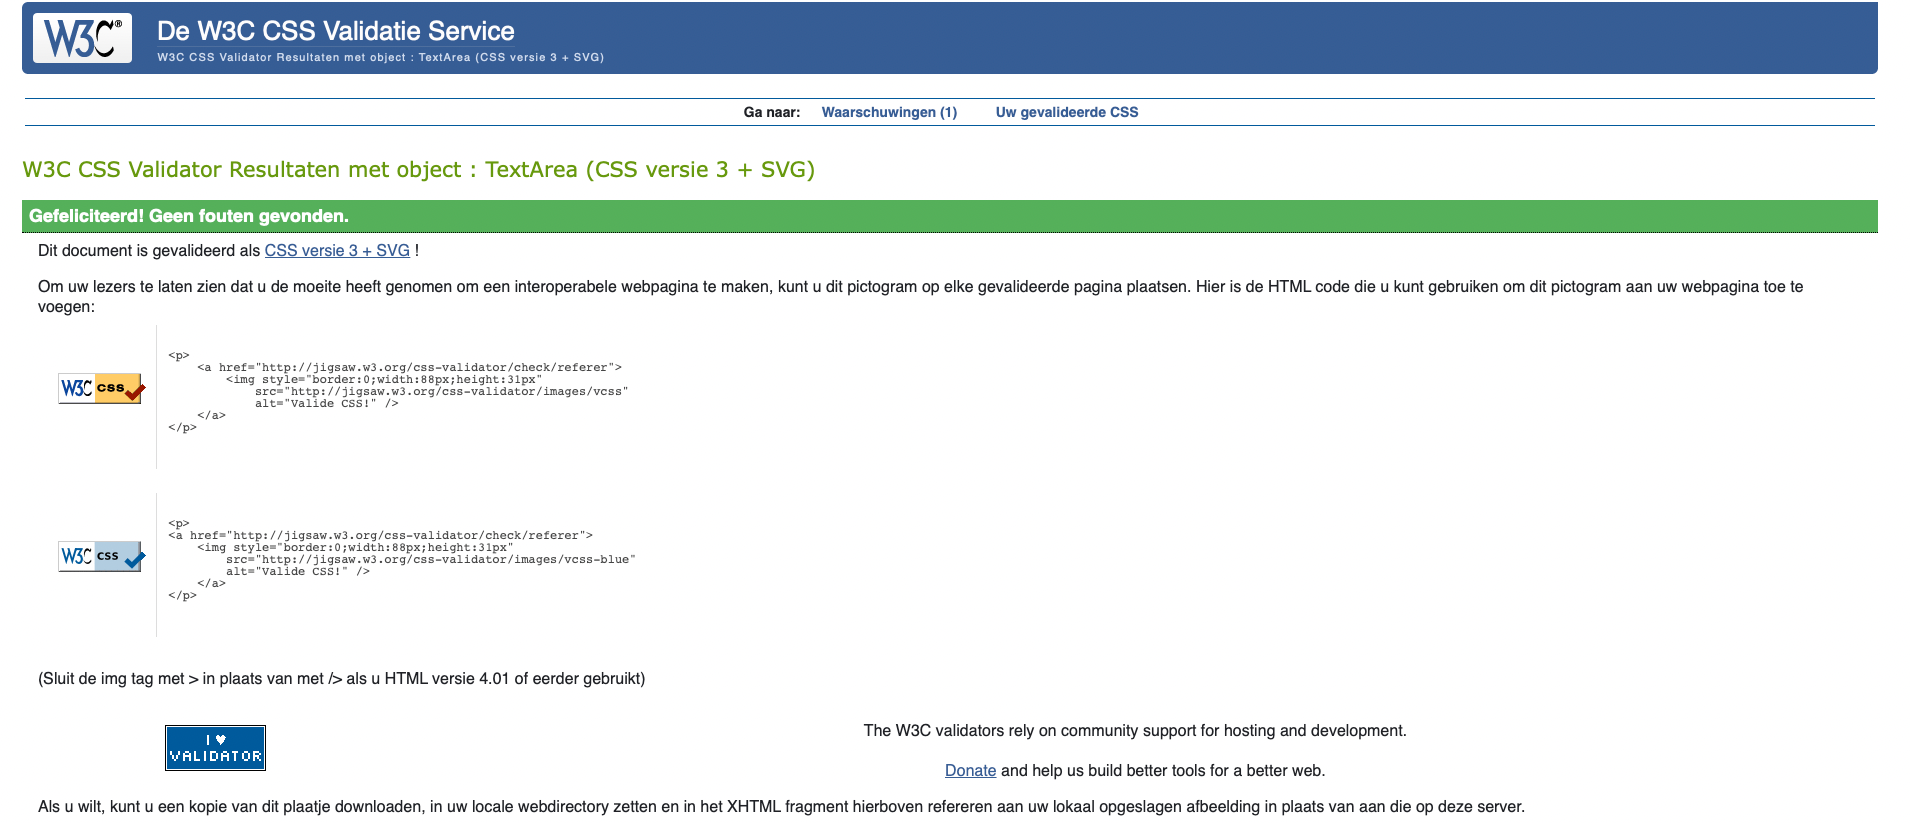 W3C®
De W3C CSS Validatie Service
W3C CSS Validator Resultaten met object : TextArea (CSS versie 3 + SVG)
Ga naar: Waarschuwingen (1) Uw gevalideerde CSS
W3C CSS Validator Resultaten met object : TextArea (CSS versie 3 + SVG)
Gefeliciteerd! Geen fouten gevonden.
Dit document is gevalideerd als CSS versie 3 + SVG !
Om uw lezers te laten zien dat u de moeite heeft genomen om een interoperabele webpagina te maken, kunt u dit pictogram op elke gevalideerde pagina plaatsen. Hier is de HTML code die u kunt gebruiken om dit pictogram aan uw webpagina toe te
voegen:
W3C css
<p>
    <a href="http://jigsaw.w3.org/css-validator/check/referer">
        <img style="border:0;width:88px;height:31px"
            src="http://jigsaw.w3.org/css-validator/images/vcss"
            alt="Valide CSS!" />
    </a>
</p>
W3C css
<p>
<a href="http://jigsaw.w3.org/css-validator/check/referer">
    <img style="border:0;width:88px;height:31px"
        src="http://jigsaw.w3.org/css-validator/images/vcss-blue"
        alt="Valide CSS!" />
    </a>
</p>
(Sluit de img tag met > in plaats van met /> als u HTML versie 4.01 of eerder gebruikt)
I ♥
VALIDATOR
The W3C validators rely on community support for hosting and development.
Donate and help us build better tools for a better web.
Als u wilt, kunt u een kopie van dit plaatje downloaden, in uw locale webdirectory zetten en in het XHTML fragment hierboven refereren aan uw lokaal opgeslagen afbeelding in plaats van aan die op deze server.